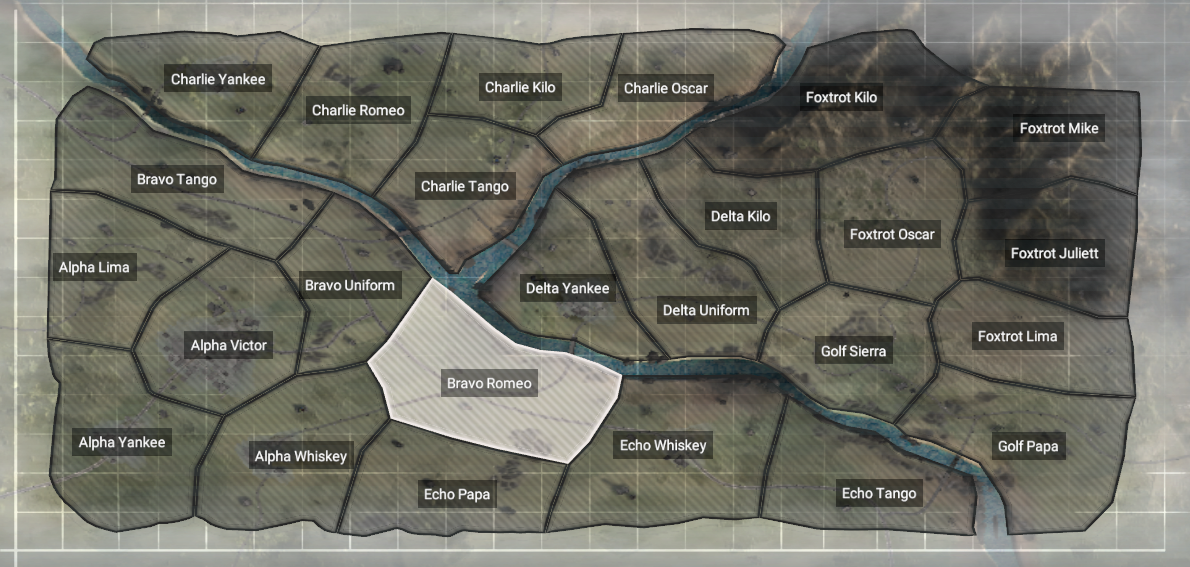 Charlie Yankee
Charlie Romeo
Charlie Kilo
Charlie Oscar
Foxtrot Kilo
Foxtrot Mike
Bravo Tango
Charlie Tango
Delta Kilo
Foxtrot Oscar
Foxtrot Juliett
Alpha Lima
Bravo Uniform
Delta Yankee
Delta Uniform
Foxtrot Lima
Alpha Victor
Golf Sierra
Bravo Romeo
Alpha Yankee
Alpha Whiskey
Echo Whiskey
Golf Papa
Echo Papa
Echo Tango